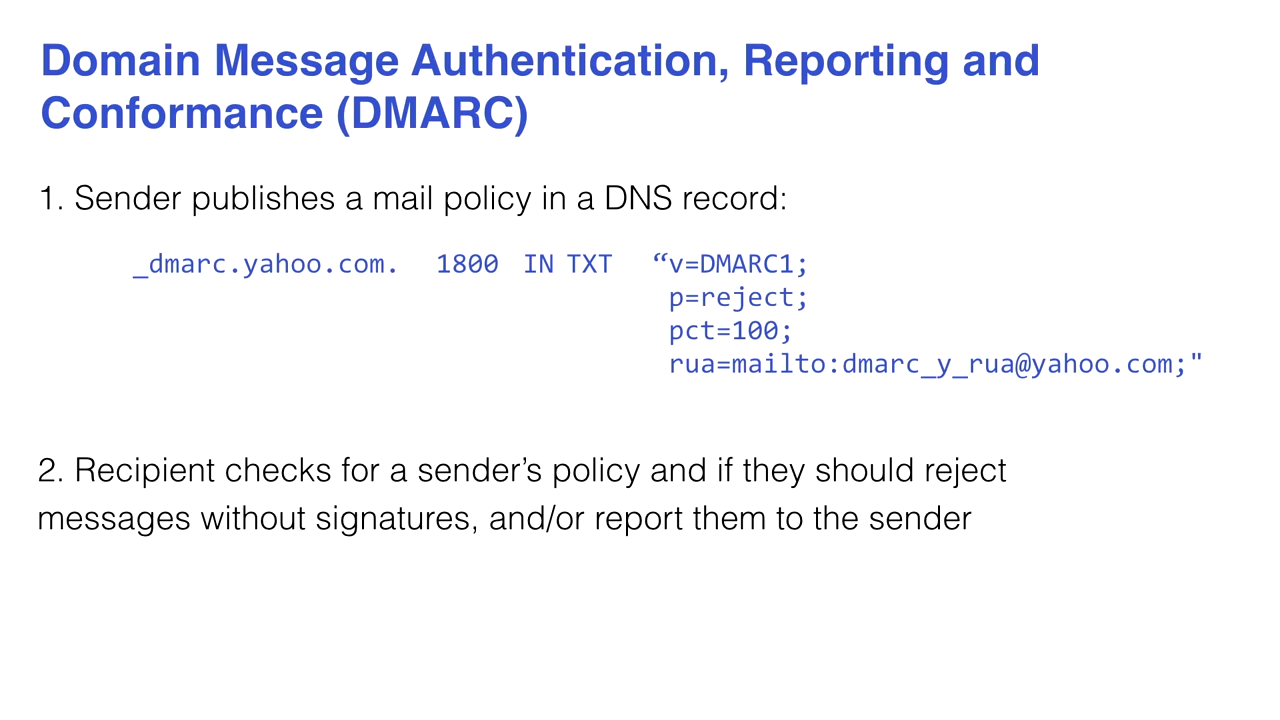 Domain Message Authentication, Reporting and
Conformance (DMARC)
1. Sender publishes a mail policy in a DNS record:
_dmarc.yahoo.com. 1800 IN TXT “v=DMARC1;
p=reject;
pct=100;
rua=mailto:dmarc_y_rua@yahoo.com;"
2. Recipient checks for a sender’s policy and if they should reject
messages without signatures, and/or report them to the sender